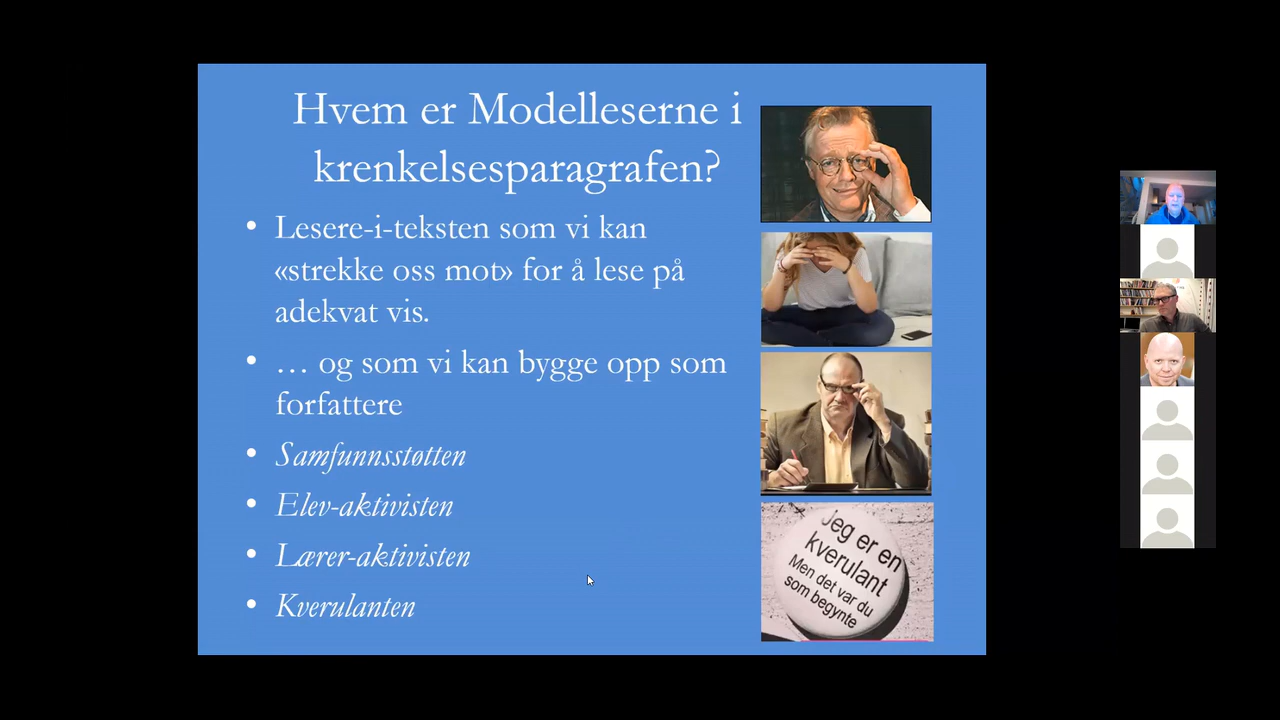 Hvem er Modelleserne i
krenkelsesparagrafen?
• Lesere-i-teksten som vi kan
«strekke oss mot» for å lese på
adekvat vis.
• … og som vi kan bygge opp som
forfattere
• Samfunnsstøtten
• Elev-aktivisten
• Lærer-aktivisten
• Kverulanten
Jeg er en
kverulant
Men det var du
som begynte